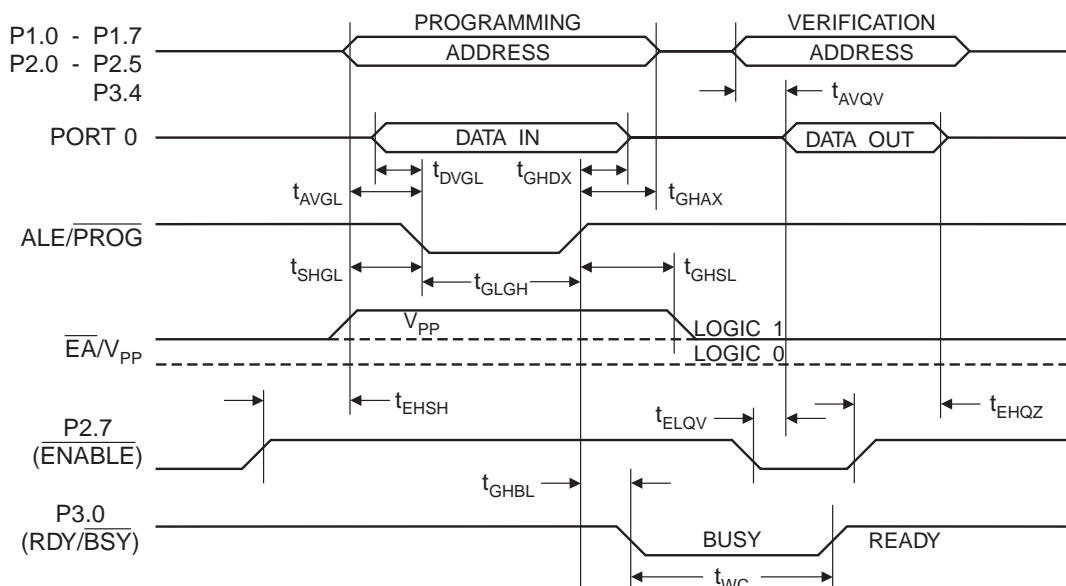 PROGRAMMING
VERIFICATION
P1.0 - P1.7
P2.0 - P2.5
P3.4
ADDRESS
ADDRESS
tAVQV
PORT 0
DATA IN
DATA OUT
tDVGL
tGHDX
tAVGL
tGHAX
ALE/PROG
tSHGL
tGLGH
tGHSL
VPP
LOGIC 1
EA/VPP
LOGIC 0
tEHSH
tELQV
tEHQZ
P2.7
(ENABLE)
tGHBL
P3.0
(RDY/BSY)
BUSY
READY
tWC